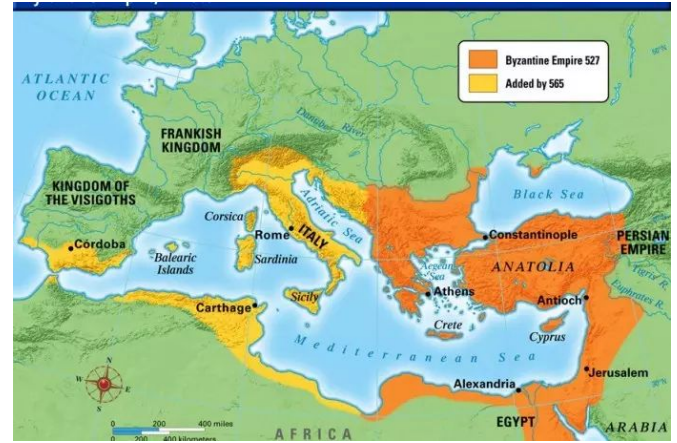 Byzantine Empire 527
Added by 565
ATLANTIC
OCEAN
FRANKISH
KINGDOM
Danube River
KINGDOM OF
THE VISIGOTHS
Córdoba
Balearic
Islands
Corsica
Sardinia
Rome
ITALY
Adriatic Sea
Sicily
Carthage
Black Sea
Constantinople
PERSIAN
EMPIRE
Tigris R.
Euphrates R.
ANATOLIA
Aegean
Sea
Athens
Antioch
Crete
Cyprus
Mediterranean Sea
Jerusalem
Alexandria
EGYPT
ARABIA
AFRICA
N
W
E
S
0 200 400 miles
0 200 400 kilometers